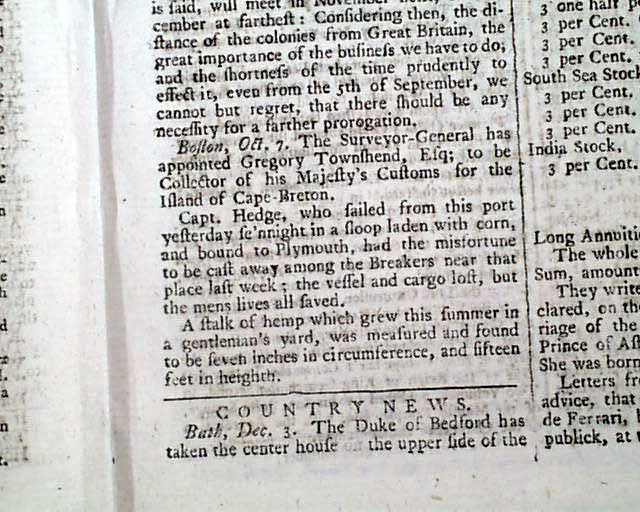 is said, will meet in November
cember at fartheſt: Conſidering then, the di-
ſtance of the colonies from Great Britain, the
great importance of the buſineſs we have to do;
and the ſhortneſs of the time prudently to
effect it, even from the 5th of September, we
cannot but regret, that there ſhould be any
neceſſity for a farther prorogation.
Boſton, Oct. 7. The Surveyor-General has
appointed Gregory Townſhend, Eſq; to be
Collector of his Majeſty's Cuſtoms for the
Iſland of Cape-Breton.
Capt. Hedge, who ſailed from this port
yeſterday ſe'nnight in a ſloop laden with corn,
and bound to Plymouth, had the misfortune
to be caſt away among the Breakers near that
place laſt week; the veſſel and cargo loſt, but
the mens lives all ſaved.
A ſtalk of hemp which grew this ſummer in
a gentleman's yard, was meaſured and found
to be ſeven inches in circumference, and fifteen
feet in heighth.
COUNTRY NEWS.
Bath, Dec. 3. The Duke of Bedford has
taken the center houſe on the upper ſide of the
3 one half p
3 per Cent.
3 per Cent.
3 per Cent.
South Sea Stock
3 per Cent.
3 per Cent.
3 per Cent.
India Stock,
3 per Cent.
Long Annuitie
The whole
Sum, amount
They write
clared, on the
riage of the
Prince of Aſt
She was born
Letters fr
advice, that
de Ferrari,
publick, at